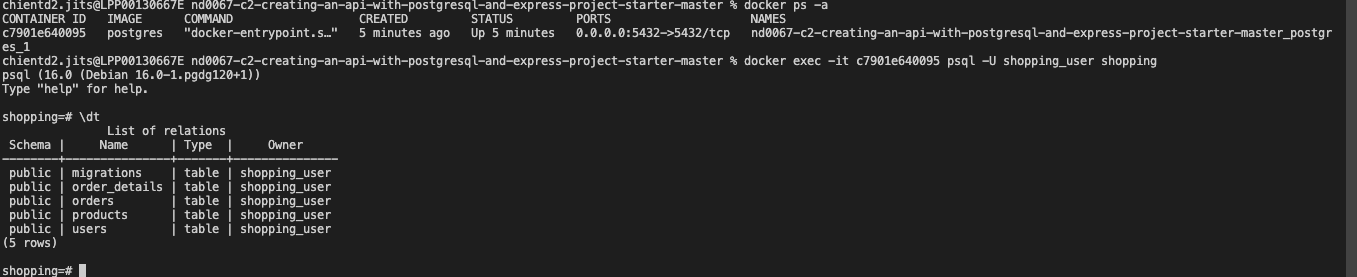 chientd2.jits@LPP00130667E nd0067-c2-creating-an-api-with-postgresql-and-express-project-starter-master % docker ps -a
CONTAINER ID   IMAGE      COMMAND                  CREATED         STATUS         PORTS                    NAMES
c7901e640095   postgres   "docker-entrypoint.s…"   5 minutes ago   Up 5 minutes   0.0.0.0:5432->5432/tcp   nd0067-c2-creating-an-api-with-postgresql-and-express-project-starter-master_postgr
es_1
chientd2.jits@LPP00130667E nd0067-c2-creating-an-api-with-postgresql-and-express-project-starter-master % docker exec -it c7901e640095 psql -U shopping_user shopping
psql (16.0 (Debian 16.0-1.pgdg120+1))
Type "help" for help.
shopping=# \dt
List of relations
Schema |     Name      | Type  |     Owner
--------+---------------+-------+---------------
public | migrations    | table | shopping_user
public | order_details | table | shopping_user
public | orders        | table | shopping_user
public | products      | table | shopping_user
public | users         | table | shopping_user
(5 rows)
shopping=#